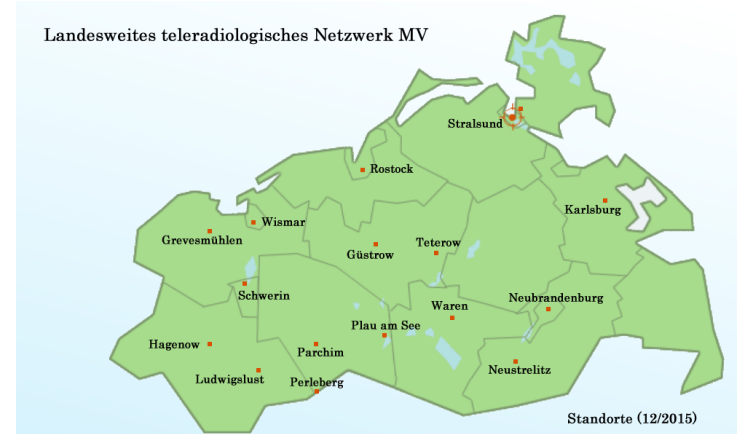 Landesweites teleradiologisches Netzwerk MV
Stralsund
Rostock
Karlsburg
Wismar
Grevesmühlen
Teterow
Güstrow
Schwerin
Neubrandenburg
Waren
Plau am See
Hagenow
Parchim
Neustrelitz
Ludwigslust
Perleberg
Standorte (12/2015)